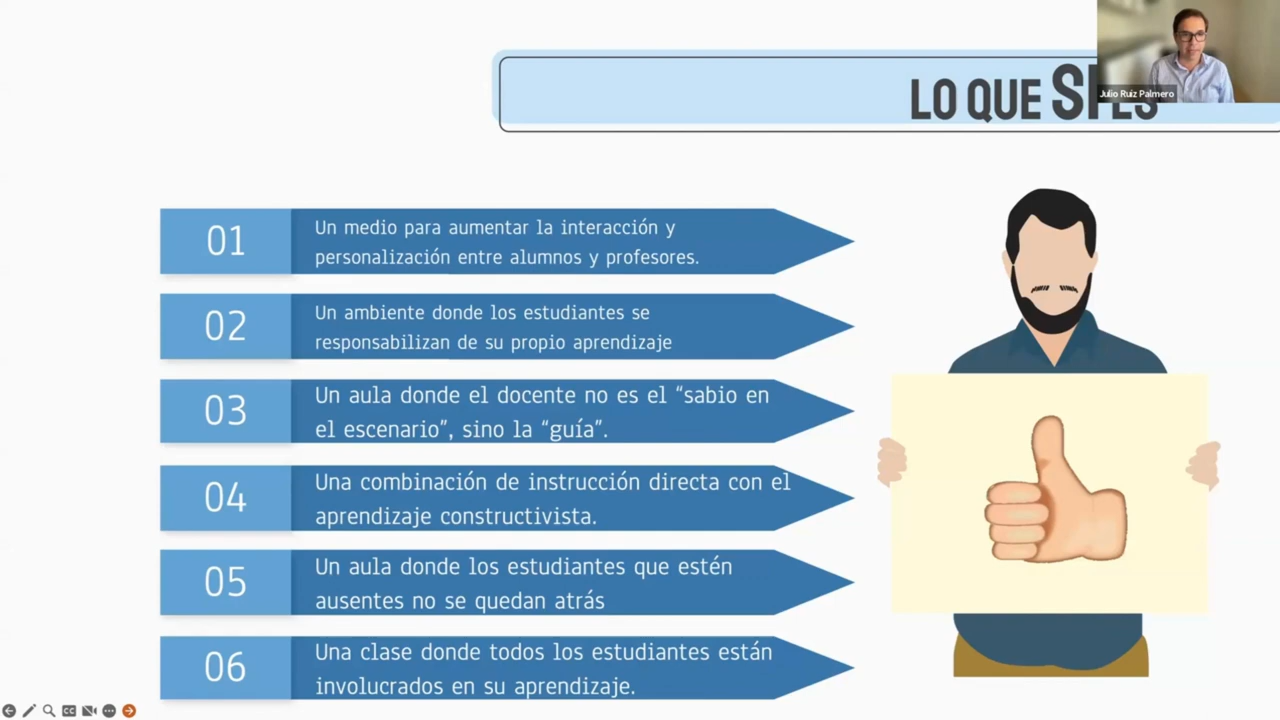 LO QUE SI ES
Julio Ruiz Palmero
01
Un medio para aumentar la interacción y
personalización entre alumnos y profesores.
02
Un ambiente donde los estudiantes se
responsabilizan de su propio aprendizaje
03
Un aula donde el docente no es el “sabio en
el escenario”, sino la “guía”.
04
Una combinación de instrucción directa con el
aprendizaje constructivista.
05
Un aula donde los estudiantes que estén
ausentes no se quedan atrás
06
Una clase donde todos los estudiantes están
involucrados en su aprendizaje.
CC